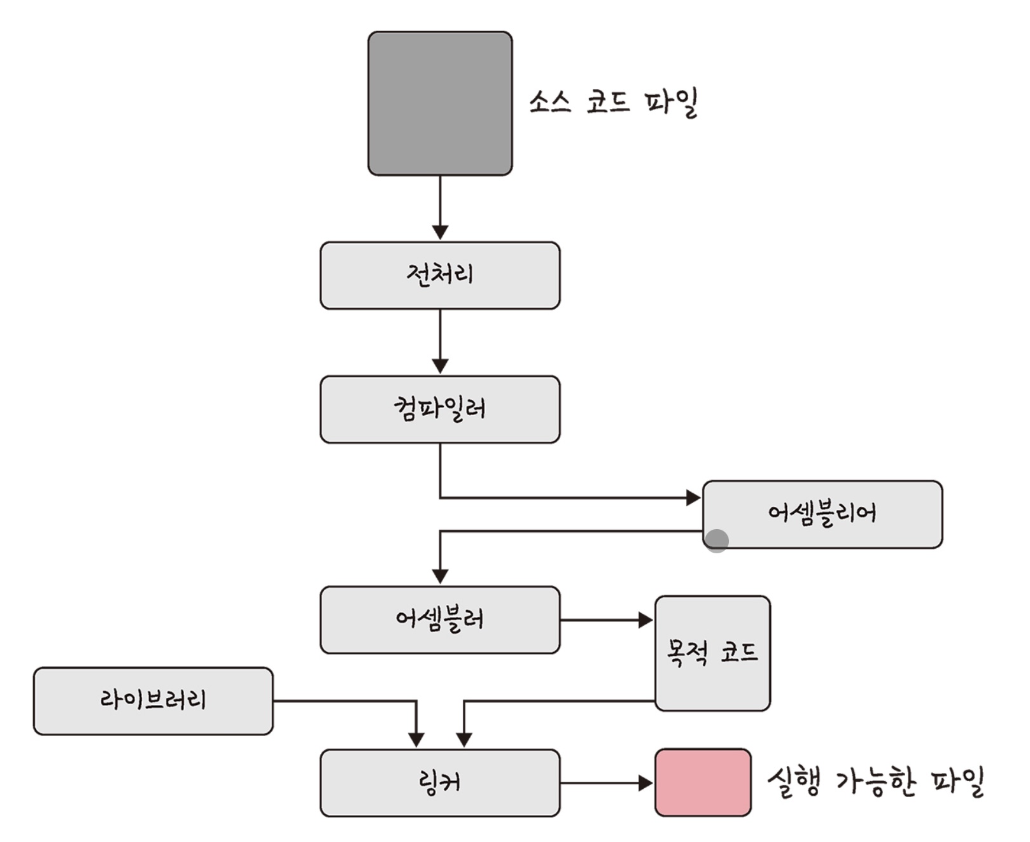 소스 코드 파일
전처리
컴파일러
어셈블리어
어셈블러
목적 코드
라이브러리
링커
실행 가능한 파일